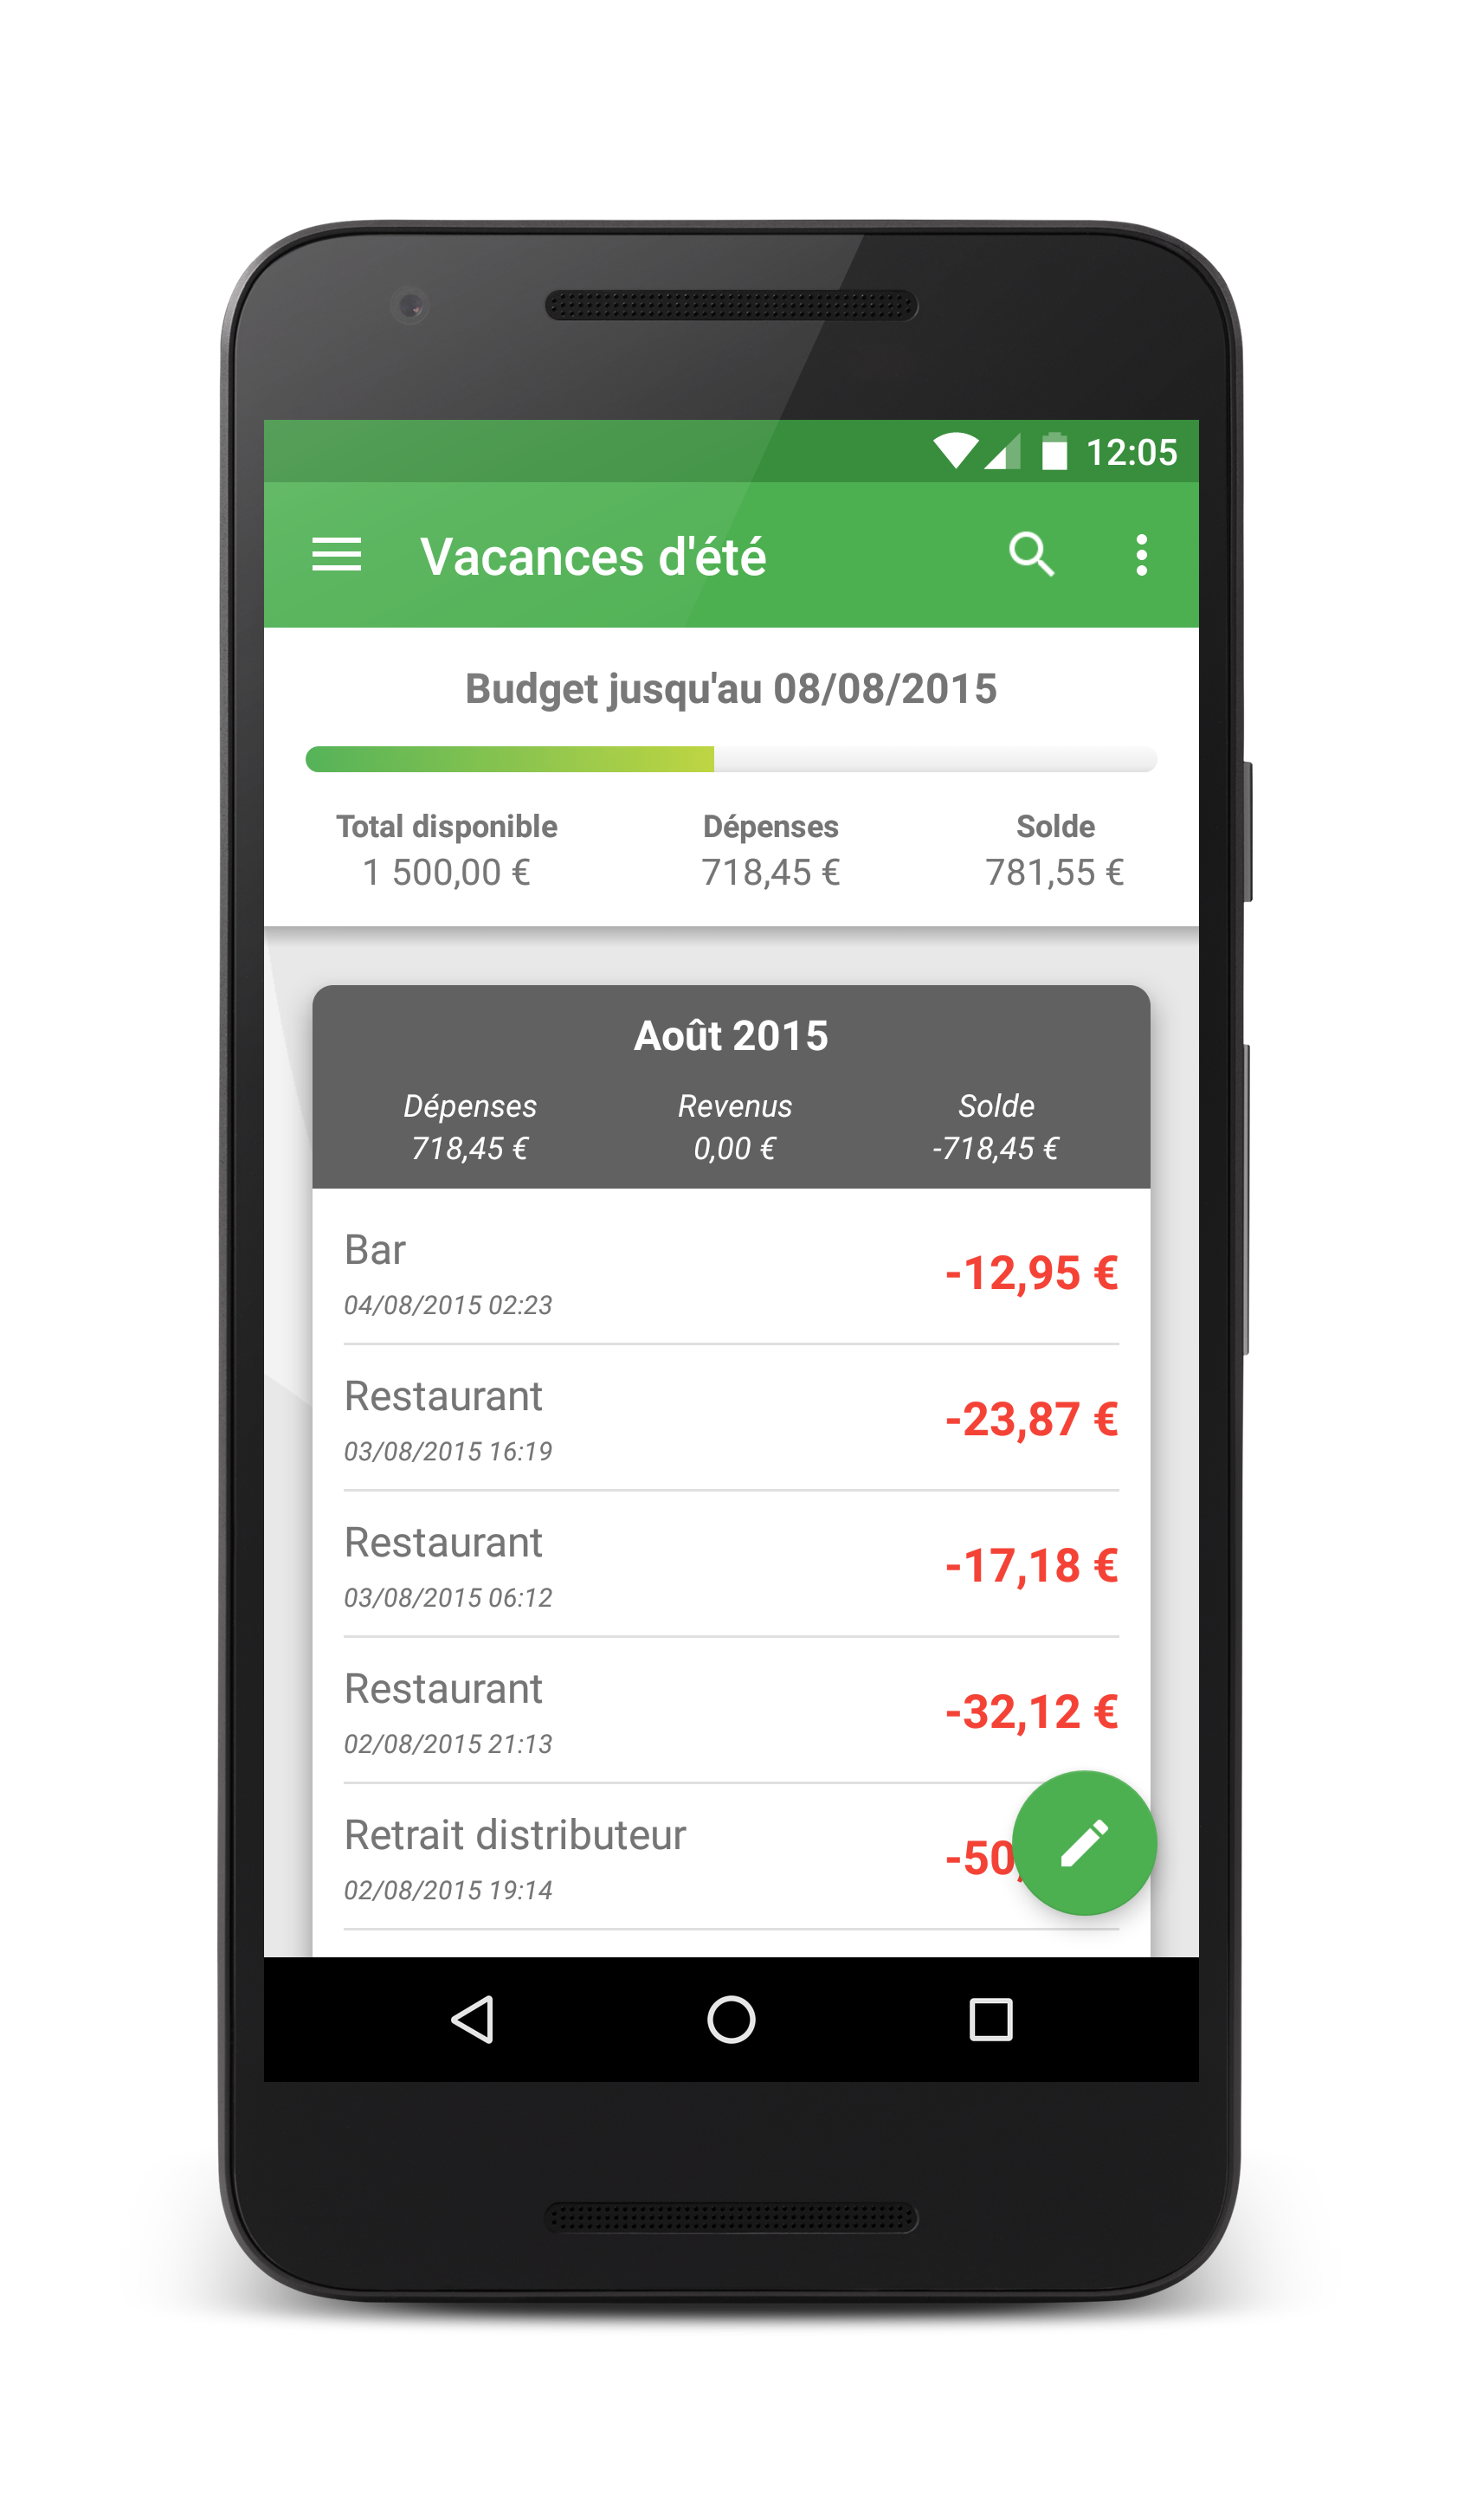 12:05
Vacances d'été
Budget jusqu'au 08/08/2015
Total disponible Dépenses Solde
1 500,00 € 718,45 € 781,55 €
Août 2015
Dépenses Revenus Solde
718,45 € 0,00 € -718,45 €
Bar
-12,95 €
04/08/2015 02:23
Restaurant
-23,87 €
03/08/2015 16:19
Restaurant
-17,18 €
03/08/2015 06:12
Restaurant
-32,12 €
02/08/2015 21:13
Retrait distributeur
-50,
02/08/2015 19:14